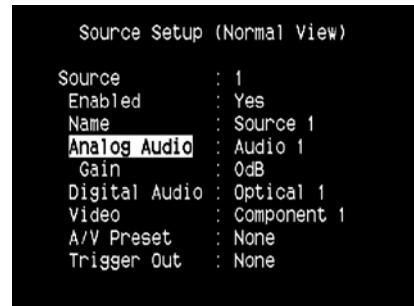 Source Setup (Normal View)
Source : 1
Enabled : Yes
Name : Source 1
Analog Audio : Audio 1
Gain : 0dB
Digital Audio : Optical 1
Video : Component 1
A/V Preset : None
Trigger Out : None